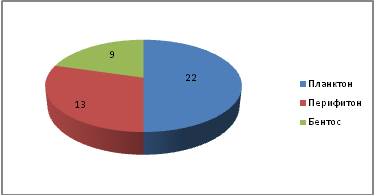 9
22
13
Планктон
Перифитон
Бентос